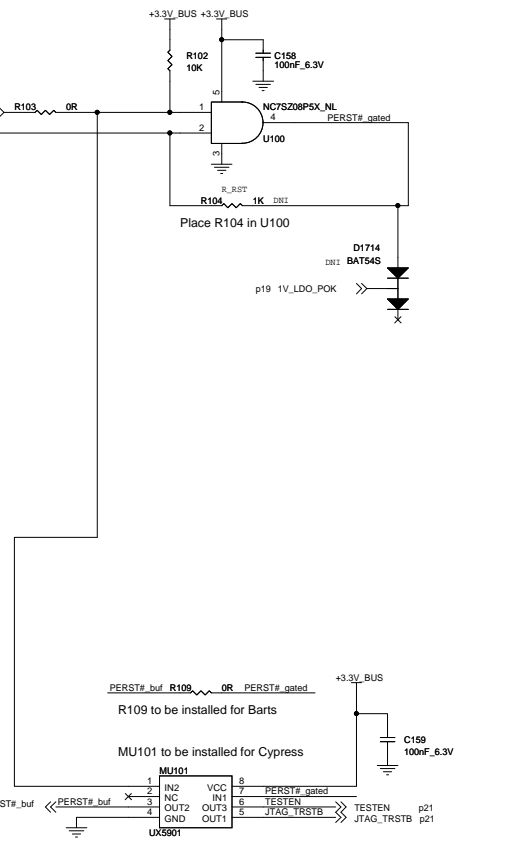 +3.3V_BUS +3.3V_BUS
R102
10K
C158
100nF_6.3V
5
R103 0R
1
2
NC7SZ08P5X_NL
4
PERST#_gated
U100
3
R_RST
R104 1K DNI
Place R104 in U100
D1714
DNI BAT54S
p19 1V_LDO_POK
+3.3V_BUS
PERST#_buf R109 0R PERST#_gated
R109 to be installed for Barts
C159
100nF_6.3V
MU101 to be installed for Cypress
MU101
1 IN2 VCC 8
2 NC IN1 7 PERST#_gated
ST#_buf PERST#_buf 3 OUT2 OUT3 6 TESTEN TESTEN p21
4 GND OUT1 5 JTAG_TRSTB JTAG_TRSTB p21
UX5901